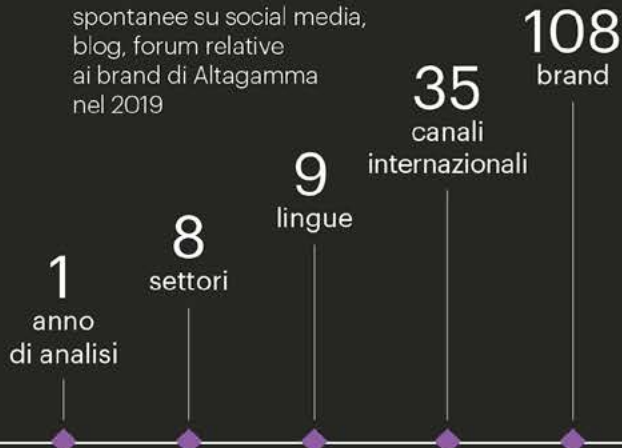 spontanee su social media,
blog, forum relative
ai brand di Altagamma
nel 2019
1
anno
di analisi
8
settori
9
lingue
35
canali
internazionali
108
brand